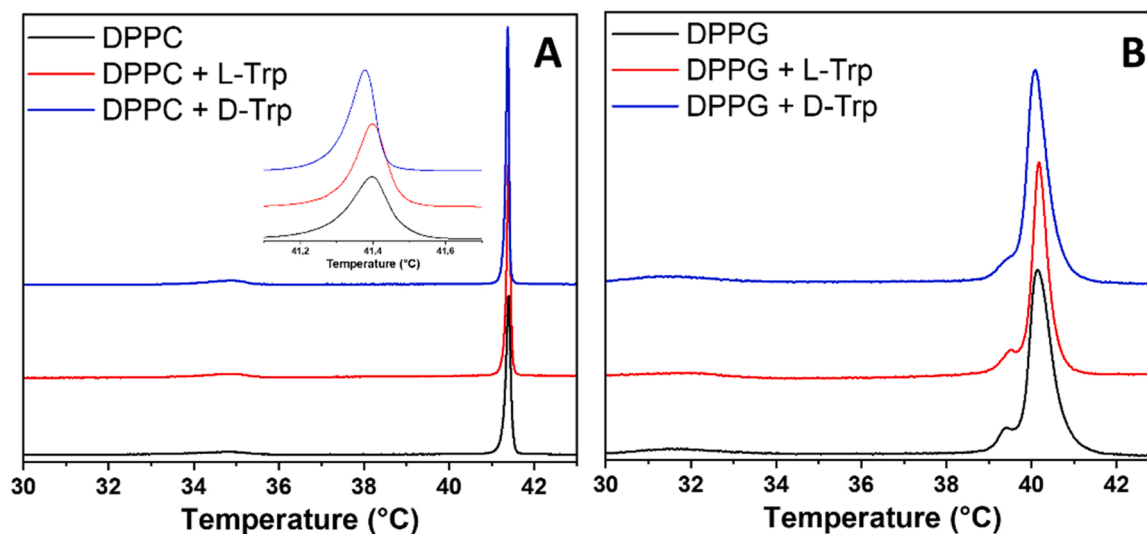 DPPC
DPPC + L-Trp
DPPC + D-Trp
A
41,2 41,4 41,6
Temperature (°C)
30 32 34 36 38 40 42
Temperature (°C)
DPPG
DPPG + L-Trp
DPPG + D-Trp
B
30 32 34 36 38 40 42
Temperature (°C)